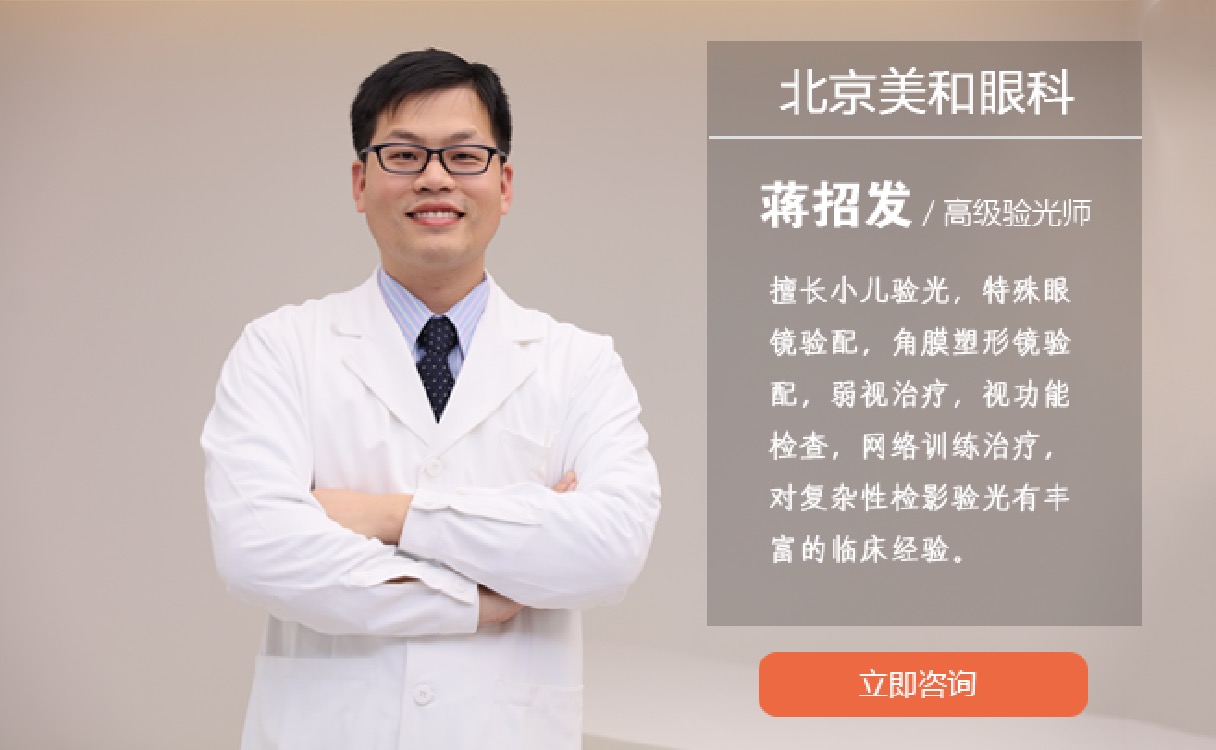 北京美和眼科
蒋招发 / 高级验光师
擅长小儿验光，特殊眼
镜验配，角膜塑形镜验
配，弱视治疗，视功能
检查，网络训练治疗，
对复杂性检影验光有丰
富的临床经验。
立即咨询